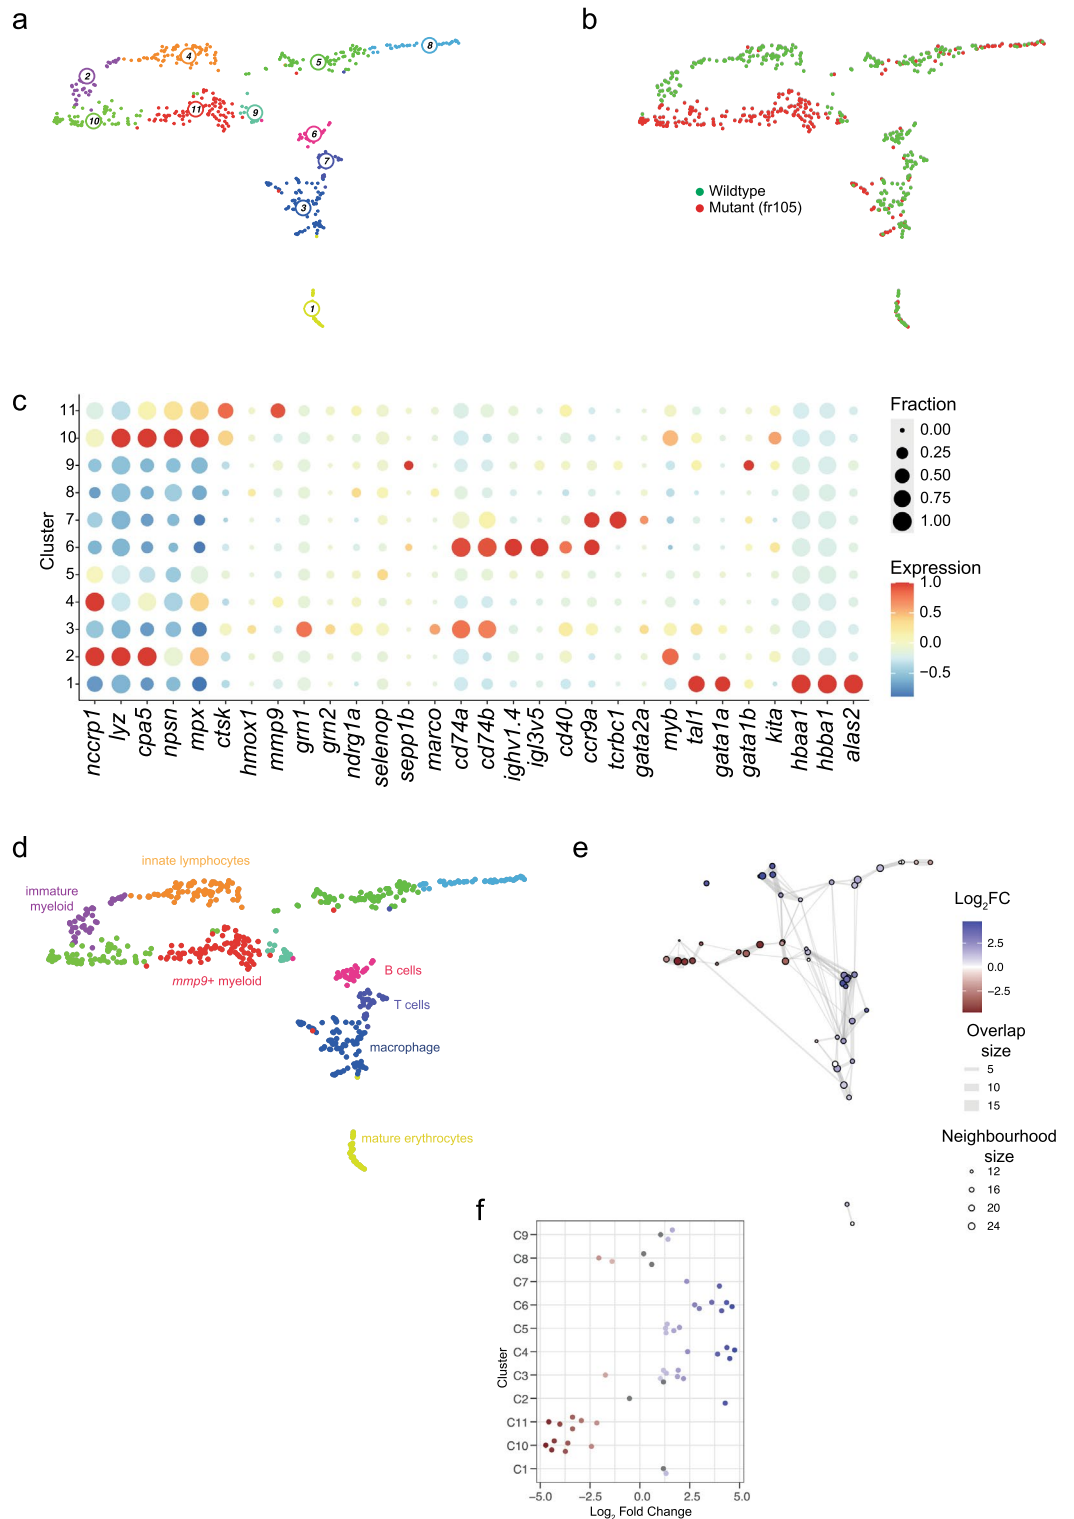 a
8
4
5
2
11
9
10
6
7
3
1
b
Wildtype
Mutant (fr105)
c
Cluster
11
10
9
8
7
6
5
4
3
2
1
nccrp1
lyz
cpa5
npsn
mpx
ctsk
hmox1
mmp9
grn1
grn2
ndrg1a
selenop
sepp1b
marco
cd74a
cd74b
ighv1.4
igl3v5
cd40
ccr9a
tcrbc1
gata2a
myb
tal1
gata1a
gata1b
kita
hbaa1
hbba1
alas2
Fraction
0.00
0.25
0.50
0.75
1.00
Expression
1.0
0.5
0.0
−0.5
d
innate lymphocytes
immature
myeloid
mmp9+ myeloid
B cells
T cells
macrophage
mature erythrocytes
e
Log2FC
2.5
0.0
−2.5
Overlap
size
5
10
15
Neighbourhood
size
12
16
20
24
f
Cluster
C9
C8
C7
C6
C5
C4
C3
C2
C11
C10
C1
−5.0 −2.5 0.0 2.5 5.0
Log2 Fold Change